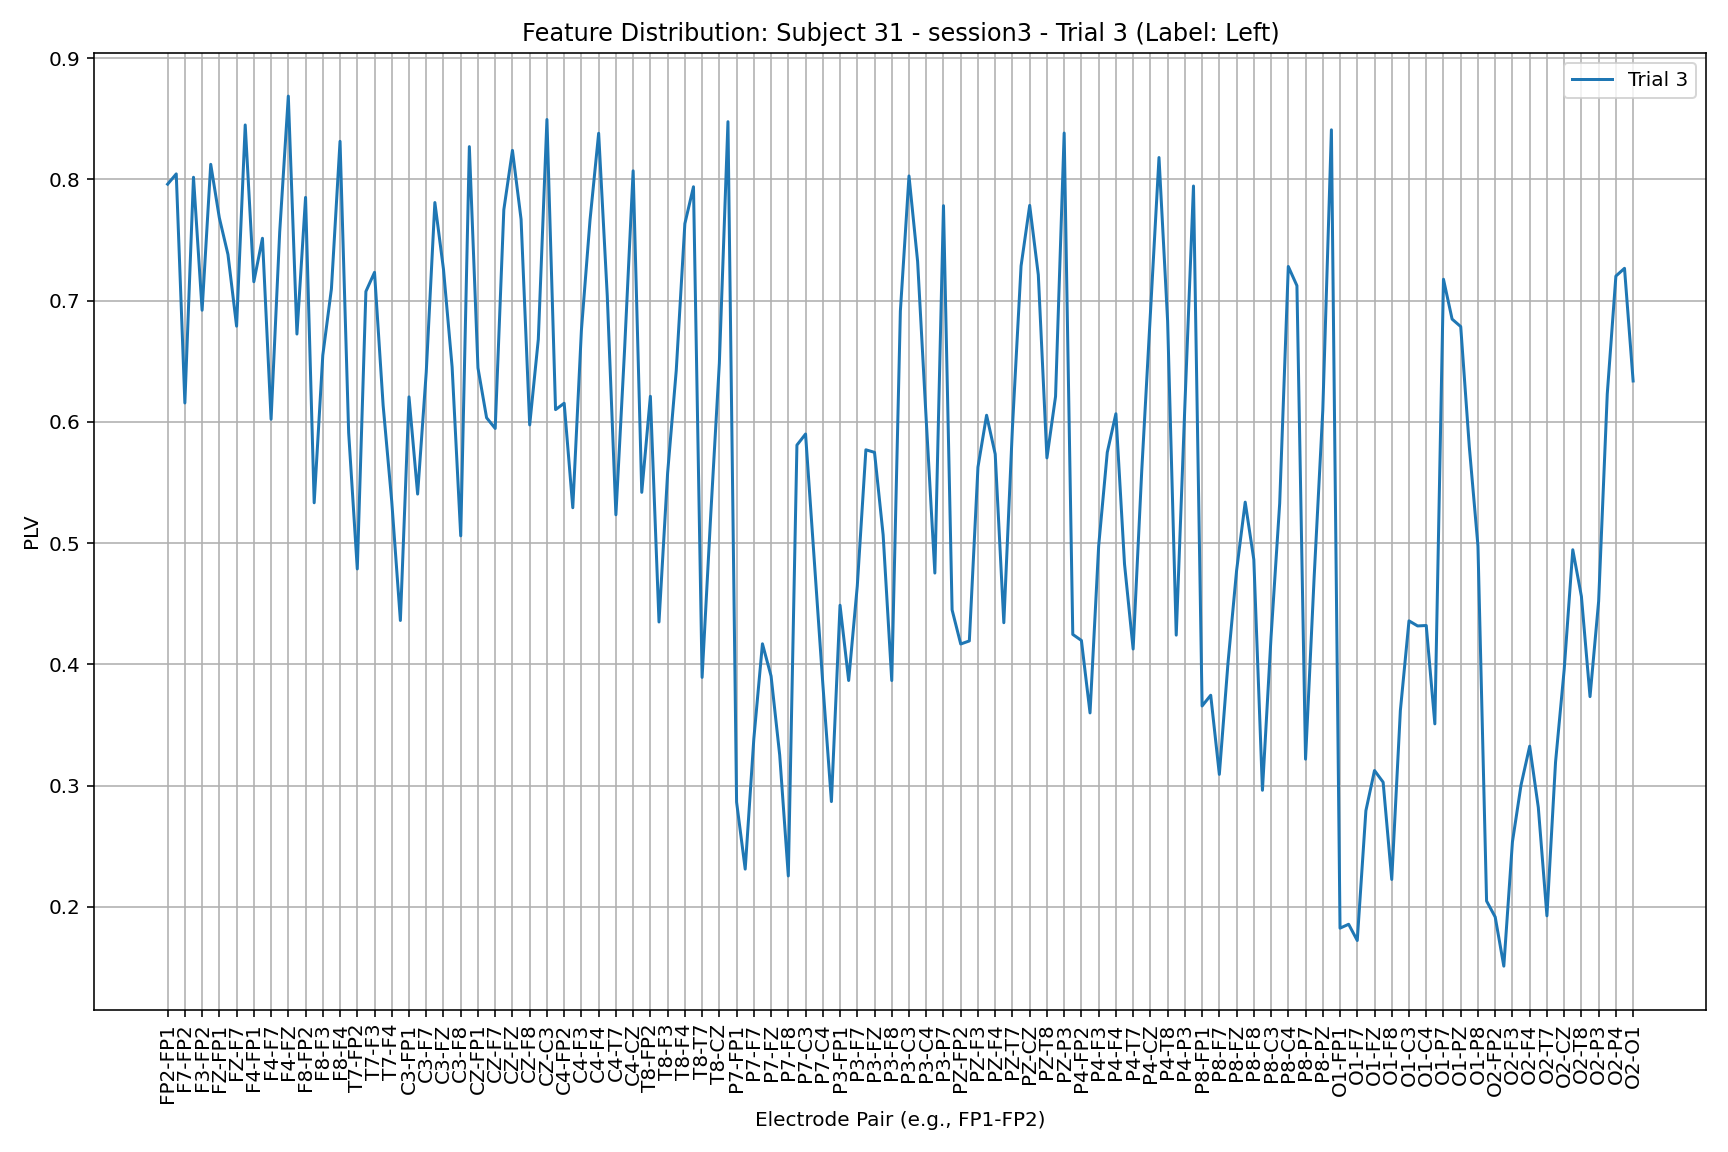 Feature Distribution: Subject 31 - session3 - Trial 3 (Label: Left)
Trial 3
PLV
0.9
0.8
0.7
0.6
0.5
0.4
0.3
0.2
FP2-FP1
F7-FP2
F3-FP2
FZ-FP1
FZ-F7
F4-FP1
F4-F7
F4-FZ
F8-FP2
F8-F3
F8-F4
T7-FP2
T7-F3
T7-F4
C3-FP1
C3-F7
C3-FZ
C3-F8
CZ-FP1
CZ-F7
CZ-FZ
CZ-F8
CZ-C3
C4-FP2
C4-F3
C4-F4
C4-T7
C4-CZ
T8-FP2
T8-F3
T8-F4
T8-T7
T8-CZ
P7-FP1
P7-F7
P7-FZ
P7-F8
P7-C3
P7-C4
P3-FP1
P3-F7
P3-FZ
P3-F8
P3-C3
P3-C4
P3-P7
PZ-FP2
PZ-F3
PZ-F4
PZ-T7
PZ-CZ
PZ-T8
PZ-P3
P4-FP2
P4-F3
P4-F4
P4-T7
P4-CZ
P4-T8
P4-P3
P8-FP1
P8-F7
P8-FZ
P8-F8
P8-C3
P8-C4
P8-P7
P8-PZ
O1-FP1
O1-F7
O1-FZ
O1-F8
O1-C3
O1-C4
O1-P7
O1-PZ
O1-P8
O2-FP2
O2-F3
O2-F4
O2-T7
O2-CZ
O2-T8
O2-P3
O2-P4
O2-O1
Electrode Pair (e.g., FP1-FP2)